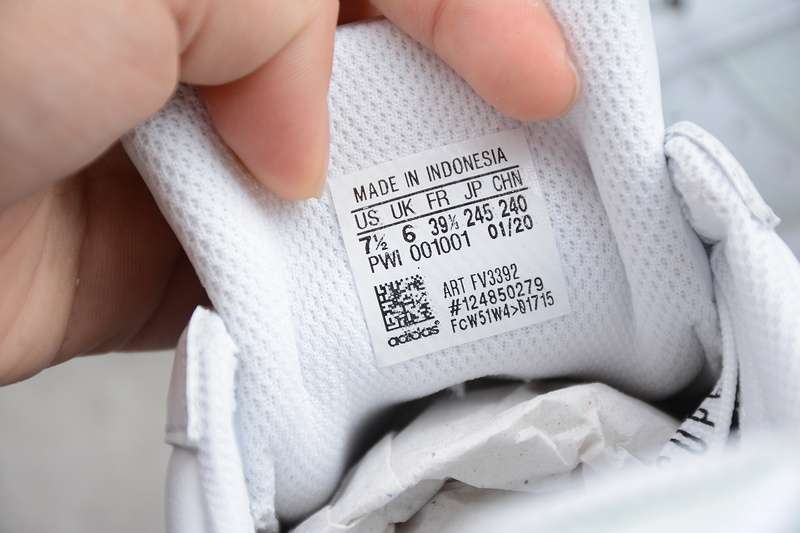 MADE IN INDONESIA
US UK FR JP CHN
7½ 6 39⅓ 245 240
PWI 001001 01/20
ART FV3392
#124850279
FcW51W4>01715
adidas®